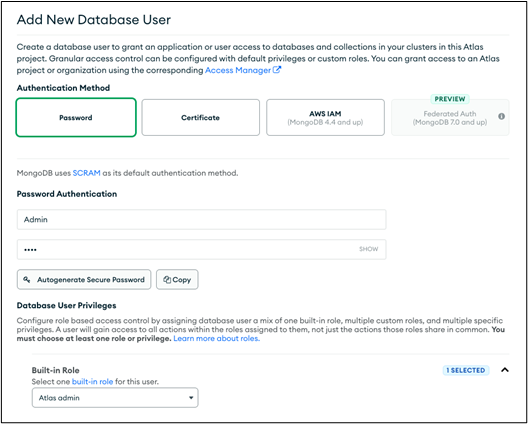 Add New Database User
Create a database user to grant an application or user access to databases and collections in your clusters in this Atlas
project. Granular access control can be configured with default privileges or custom roles. You can grant access to an Atlas
project or organization using the corresponding Access Manager
Authentication Method
PREVIEW
Password
Certificate
AWS IAM
(MongoDB 4.4 and up)
Federated Auth
(MongoDB 7.0 and up)
MongoDB uses SCRAM as its default authentication method.
Password Authentication
Admin
••••
SHOW
Autogenerate Secure Password
Copy
Database User Privileges
Configure role based access control by assigning database user a mix of one built-in role, multiple custom roles, and multiple specific
privileges. A user will gain access to all actions within the roles assigned to them, not just the actions those roles share in common. You
must choose at least one role or privilege. Learn more about roles.
Built-in Role
1 SELECTED
Select one built-in role for this user.
Atlas admin